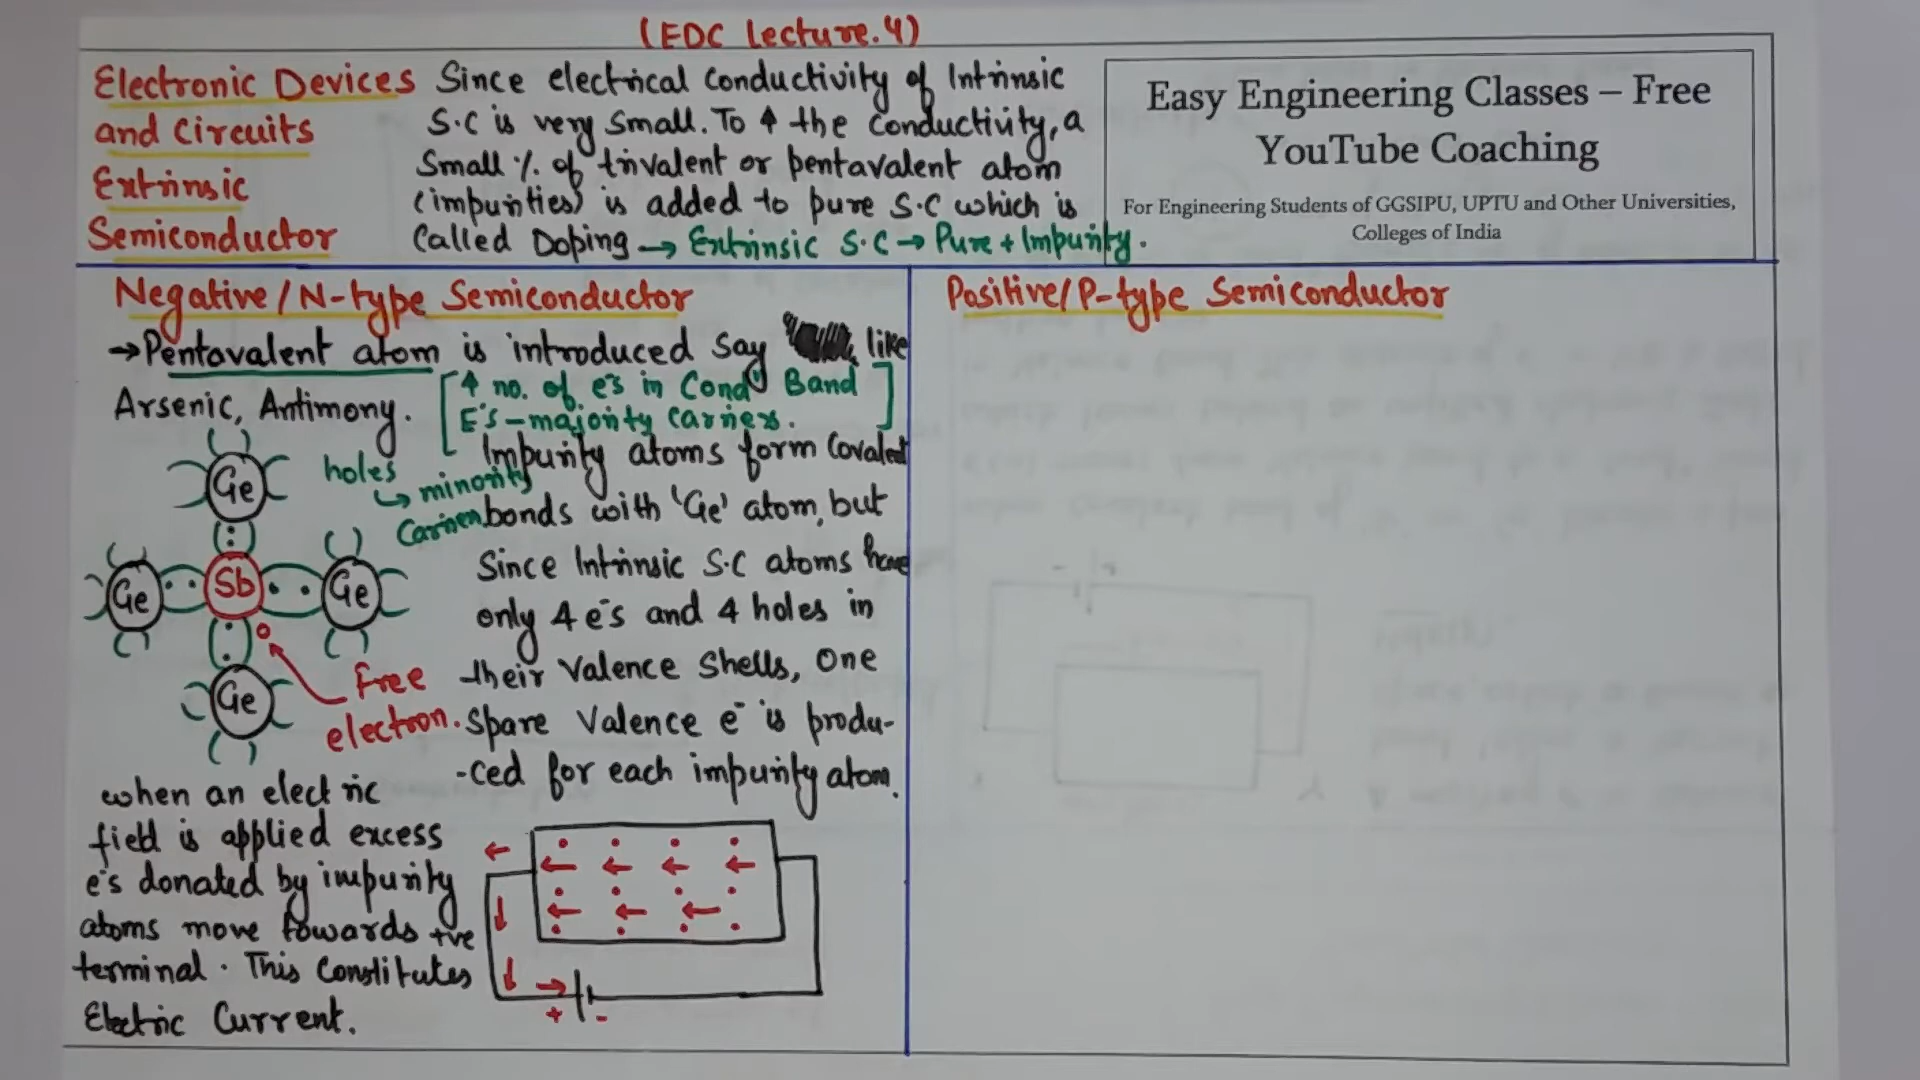 (EDC Lecture.4)
Electronic Devices
and Circuits
Extrinsic
Semiconductor
Since electrical conductivity of Intrinsic
S.C is very small. To ↑ the conductivity, a
Small % of trivalent or pentavalent atom
(impurities) is added to pure S.C which is
Called Doping → Extrinsic S.C → Pure + Impurity.
Easy Engineering Classes – Free
YouTube Coaching
For Engineering Students of GGSIPU, UPTU and Other Universities,
Colleges of India
Negative/N-type Semiconductor
→ Pentavalent atom is introduced say like
Arsenic, Antimony.
[↑ no. of e⁻s in Condⁿ Band
E⁻s - majority Carriers.]
holes
↳ minority
Carriers
Impurity atoms form Covalent
bonds with 'Ge' atom, but
Since Intrinsic S.C atoms have
only 4 e⁻s and 4 holes in
their Valence Shells, One
Spare Valence e⁻ is produ-
-ced for each impurity atom.
Ge
Ge
Sb
Ge
Ge
Free
electron.
when an electric
field is applied excess
e⁻s donated by impurity
atoms move towards +ve
terminal. This Constitutes
Electric Current.
+ -
Positive/P-type Semiconductor